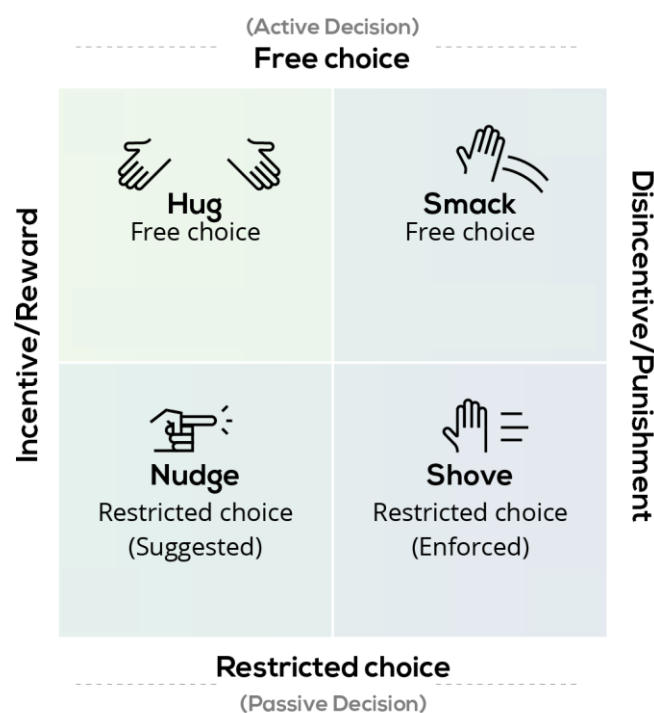 (Active Decision)
Free choice
Incentive/Reward
Hug
Free choice
Smack
Free choice
Disincentive/Punishment
Nudge
Restricted choice
(Suggested)
Shove
Restricted choice
(Enforced)
Restricted choice
(Passive Decision)